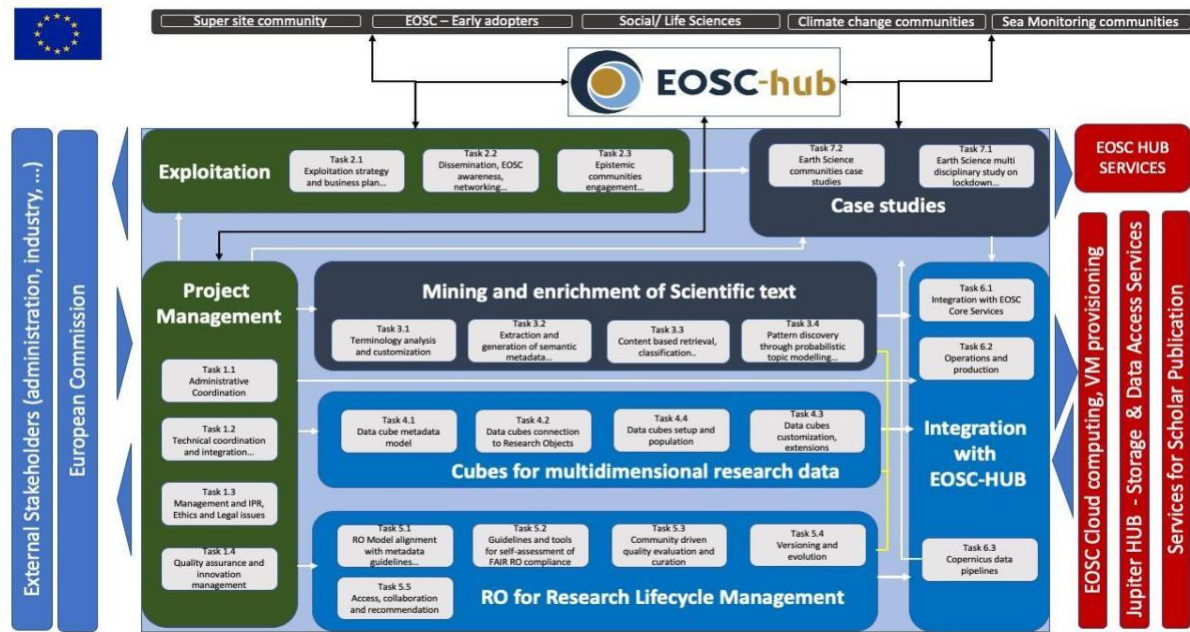 Super site community
EOSC – Early adopters
Social/ Life Sciences
Climate change communities
Sea Monitoring communities
EOSC-hub
External Stakeholders (administration, industry, ...)
European Commission
Exploitation
Task 2.1
Exploitation strategy
and business plan...
Task 2.2
Dissemination, EOSC
awareness,
networking...
Task 2.3
Epistemic
communities
engagement...
Task 7.2
Earth Science
communities case
studies
Task 7.1
Earth Science multi
disciplinary study on
lockdown...
Case studies
EOSC HUB
SERVICES
Project
Management
Task 1.1
Administrative
Coordination
Task 1.2
Technical coordination
and integration...
Task 1.3
Management and IPR,
Ethics and Legal issues
Task 1.4
Quality assurance and
innovation
management
Mining and enrichment of Scientific text
Task 3.1
Terminology analysis
and customization
Task 3.2
Extraction and
generation of semantic
metadata...
Task 3.3
Content based retrieval,
classification..
Task 3.4
Pattern discovery
through probabilistic
topic modelling...
Task 4.1
Data cube metadata
model
Task 4.2
Data cubes connection
to Research Objects
Task 4.4
Data cubes setup and
population
Task 4.3
Data cubes
customization,
extensions
Cubes for multidimensional research data
Task 5.1
RO Model alignment
with metadata
guidelines...
Task 5.2
Guidelines and tools
for self-assessment of
FAIR RO compliance
Task 5.3
Community driven
quality evaluation and
curation
Task 5.4
Versioning and
evolution
Task 5.5
Access, collaboration
and recommendation
RO for Research Lifecycle Management
Task 6.1
Integration with EOSC
Core Services
Task 6.2
Operations and
production
Integration
with
EOSC-HUB
Task 6.3
Copernicus data
pipelines
EOSC Cloud computing, VM provisioning
Jupiter HUB - Storage & Data Access Services
Services for Scholar Publication